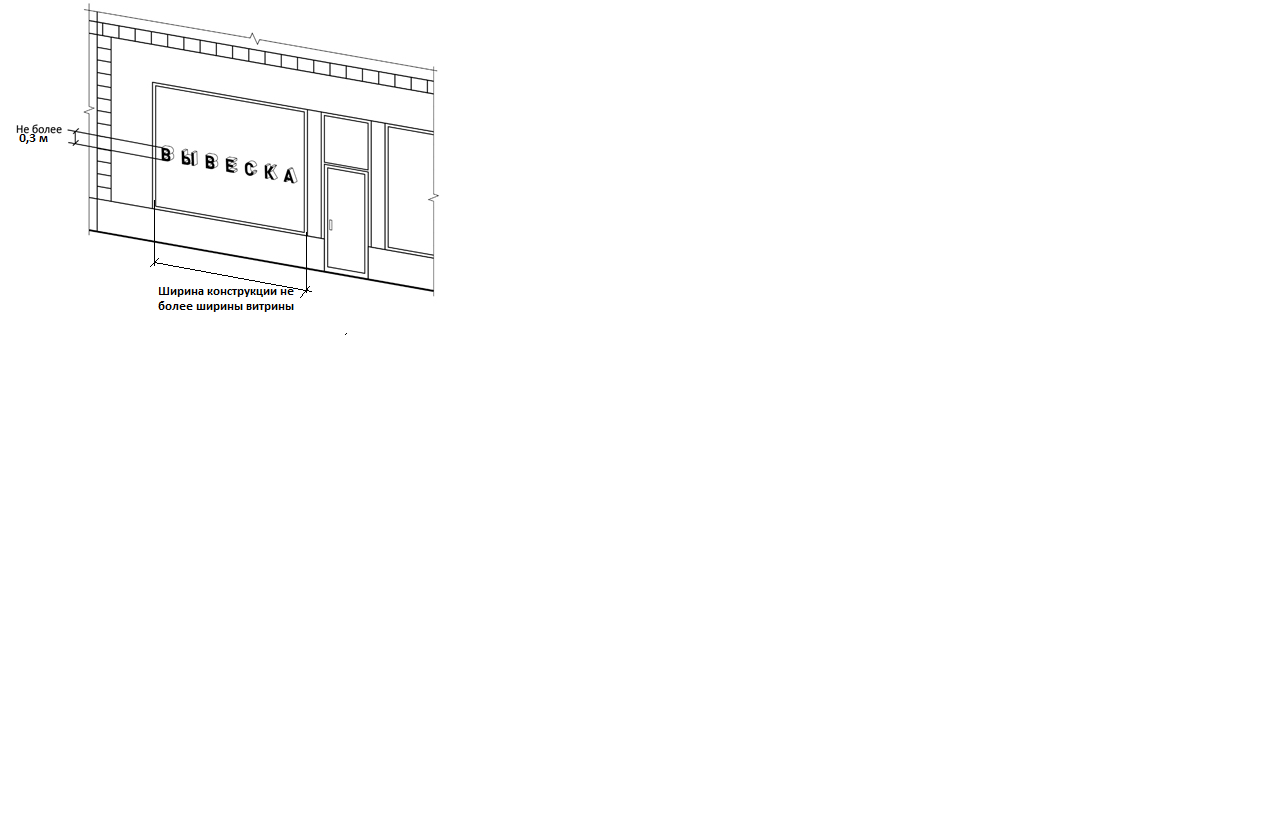 Не более
0,3 м
ВЫВЕСКА
Ширина конструкции не
более ширины витрины